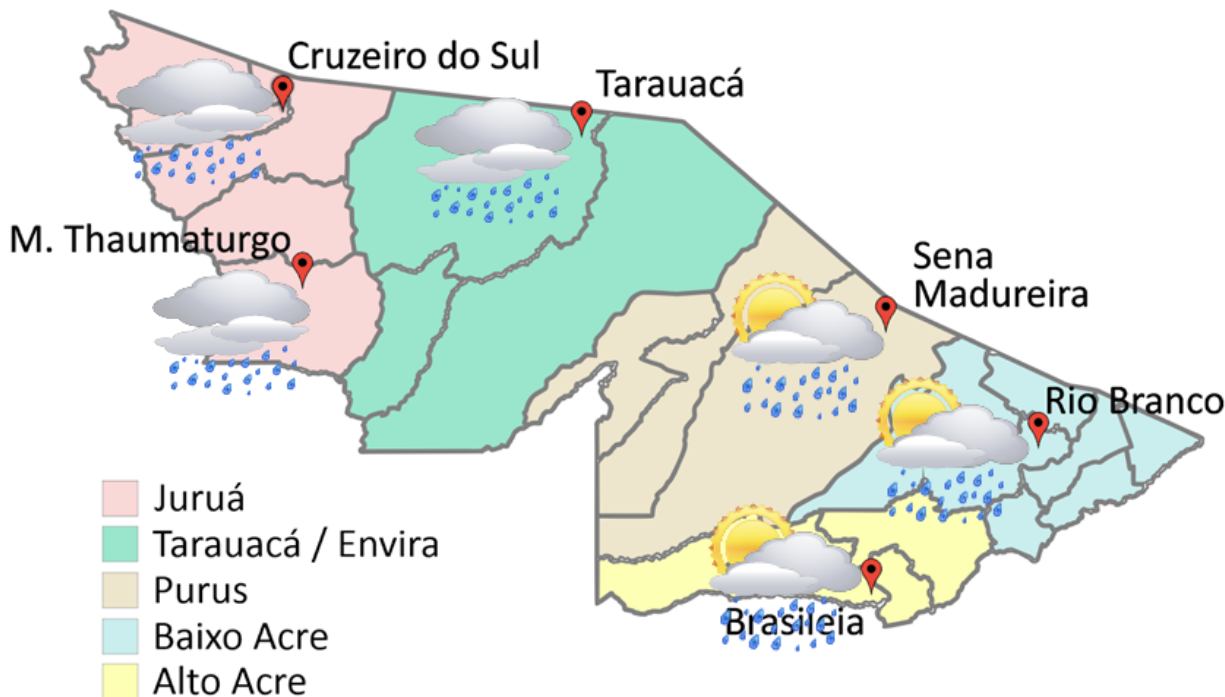 Cruzeiro do Sul
Tarauacá
M. Thaumaturgo
Sena
Madureira
Rio Branco
Brasileia
Juruá
Tarauacá / Envira
Purus
Baixo Acre
Alto Acre